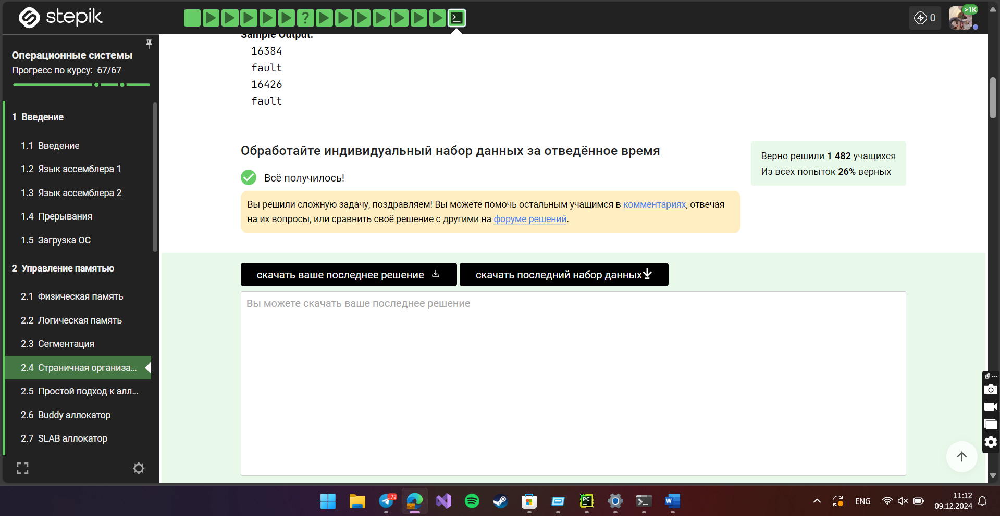 stepik
?
0
>1K
Операционные системы
Прогресс по курсу: 67/67
1 Введение
1.1 Введение
1.2 Язык ассемблера 1
1.3 Язык ассемблера 2
1.4 Прерывания
1.5 Загрузка ОС
2 Управление памятью
2.1 Физическая память
2.2 Логическая память
2.3 Сегментация
2.4 Страничная организа...
2.5 Простой подход к алл...
2.6 Buddy аллокатор
2.7 SLAB аллокатор
Sample Output:
16384
fault
16426
fault
Обработайте индивидуальный набор данных за отведённое время
Всё получилось!
Верно решили 1 482 учащихся
Из всех попыток 26% верных
Вы решили сложную задачу, поздравляем! Вы можете помочь остальным учащимся в комментариях, отвечая
на их вопросы, или сравнить своё решение с другими на форуме решений.
скачать ваше последнее решение
скачать последний набор данных
Вы можете скачать ваше последнее решение
..72
PC
W
ENG
11:12
09.12.2024